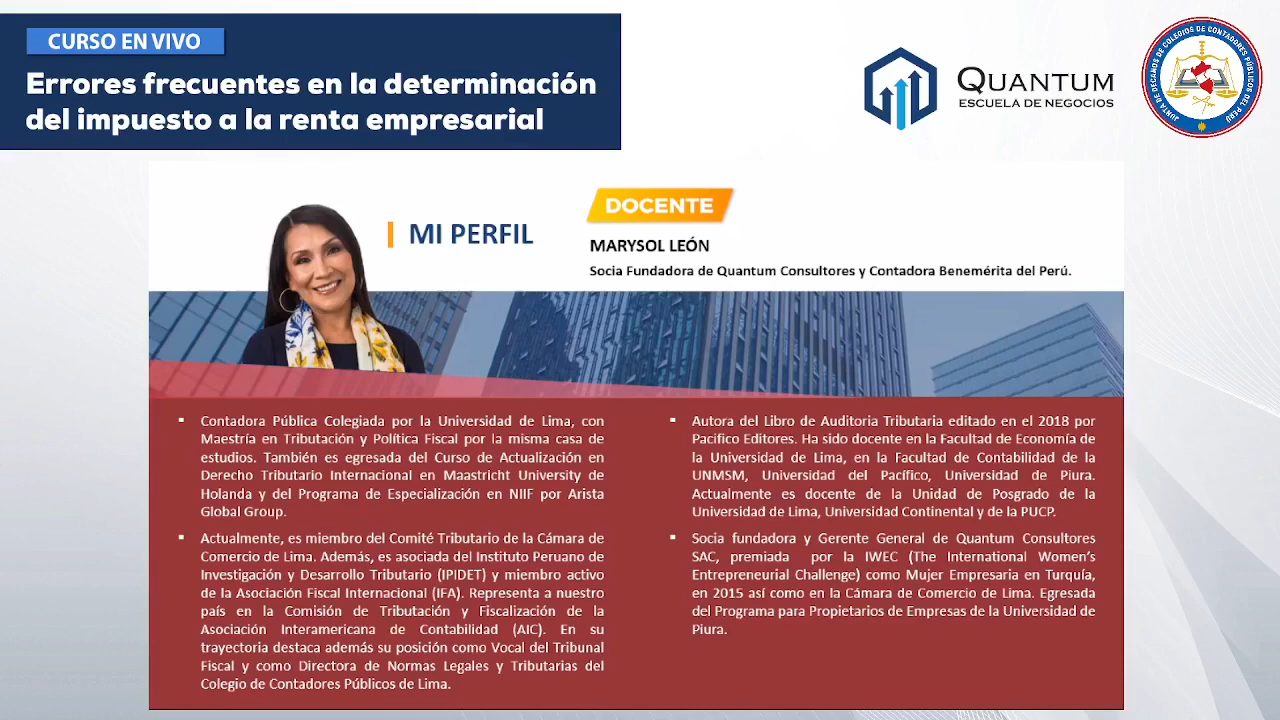 CURSO EN VIVO
Errores frecuentes en la determinación
del impuesto a la renta empresarial
QUANTUM
ESCUELA DE NEGOCIOS
JUNTA DE DECANOS DE COLEGIOS DE CONTADORES PÚBLICOS DEL PERÚ
MI PERFIL
DOCENTE
MARYSOL LEÓN
Socia Fundadora de Quantum Consultores y Contadora Benemérita del Perú.
▪ Contadora Pública Colegiada por la Universidad de Lima, con
Maestría en Tributación y Política Fiscal por la misma casa de
estudios. También es egresada del Curso de Actualización en
Derecho Tributario Internacional en Maastricht University de
Holanda y del Programa de Especialización en NIIF por Arista
Global Group.
▪ Actualmente, es miembro del Comité Tributario de la Cámara de
Comercio de Lima. Además, es asociada del Instituto Peruano de
Investigación y Desarrollo Tributario (IPIDET) y miembro activo
de la Asociación Fiscal Internacional (IFA). Representa a nuestro
país en la Comisión de Tributación y Fiscalización de la
Asociación Interamericana de Contabilidad (AIC). En su
trayectoria destaca además su posición como Vocal del Tribunal
Fiscal y como Directora de Normas Legales y Tributarias del
Colegio de Contadores Públicos de Lima.
▪ Autora del Libro de Auditoria Tributaria editado en el 2018 por
Pacifico Editores. Ha sido docente en la Facultad de Economía de
la Universidad de Lima, en la Facultad de Contabilidad de la
UNMSM, Universidad del Pacífico, Universidad de Piura.
Actualmente es docente de la Unidad de Posgrado de la
Universidad de Lima, Universidad Continental y de la PUCP.
▪ Socia fundadora y Gerente General de Quantum Consultores
SAC, premiada por la IWEC (The International Women's
Entrepreneurial Challenge) como Mujer Empresaria en Turquía,
en 2015 así como en la Cámara de Comercio de Lima. Egresada
del Programa para Propietarios de Empresas de la Universidad de
Piura.